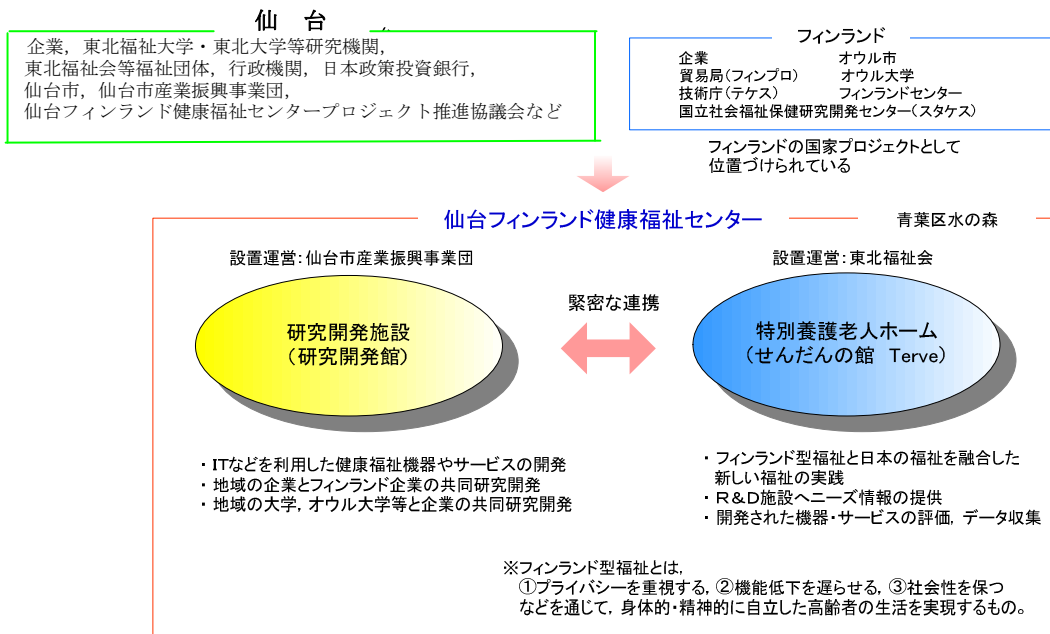 仙　台
企業，東北福祉大学・東北大学等研究機関，
東北福祉会等福祉団体，行政機関，日本政策投資銀行，
仙台市，仙台市産業振興事業団，
仙台フィンランド健康福祉センタープロジェクト推進協議会など
フィンランド
企業　オウル市
貿易局（フィンプロ）　オウル大学
技術庁（テケス）　フィンランドセンター
国立社会福祉保健研究開発センター（スタケス）
フィンランドの国家プロジェクトとして
位置づけられている
仙台フィンランド健康福祉センター
青葉区水の森
設置運営：仙台市産業振興事業団
研究開発施設
（研究開発館）
緊密な連携
設置運営：東北福祉会
特別養護老人ホーム
（せんだんの館　Terve）
・ITなどを利用した健康福祉機器やサービスの開発
・地域の企業とフィンランド企業の共同研究開発
・地域の大学，オウル大学等と企業の共同研究開発
・フィンランド型福祉と日本の福祉を融合した
新しい福祉の実践
・R＆D施設へニーズ情報の提供
・開発された機器・サービスの評価，データ収集
※フィンランド型福祉とは，
①プライバシーを重視する，②機能低下を遅らせる，③社会性を保つ
などを通じて，身体的・精神的に自立した高齢者の生活を実現するもの。